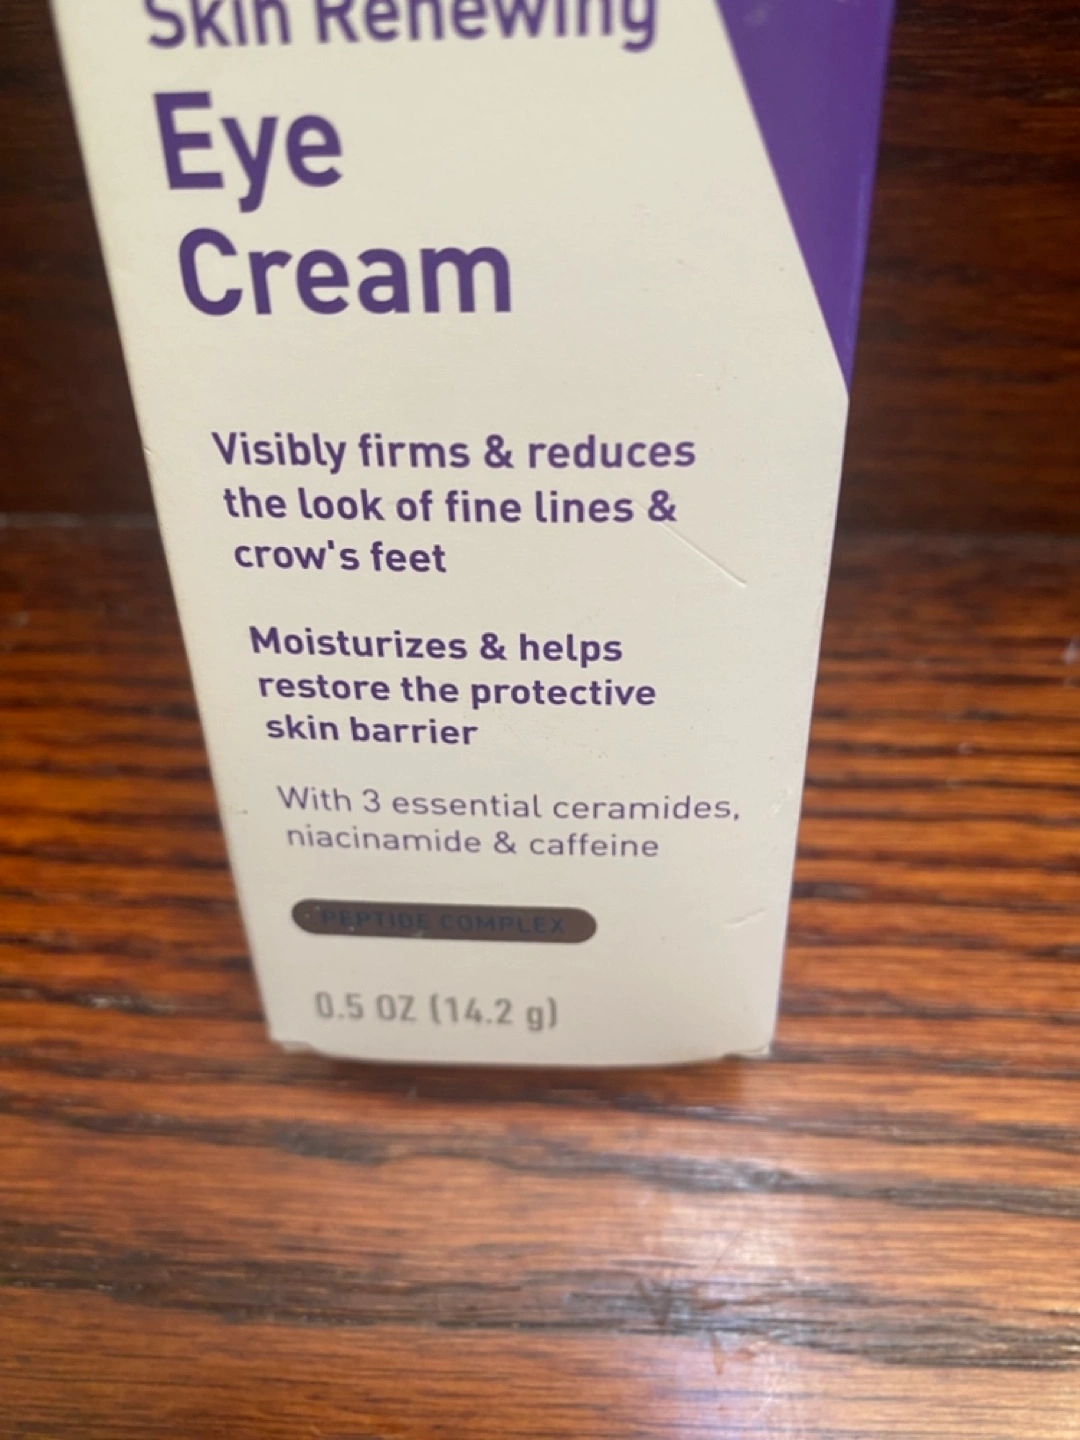 Skin Renewing
Eye
Cream
Visibly firms & reduces
the look of fine lines &
crow's feet
Moisturizes & helps
restore the protective
skin barrier
With 3 essential ceramides,
niacinamide & caffeine
PEPTIDE COMPLEX
0.5 OZ (14.2 g)